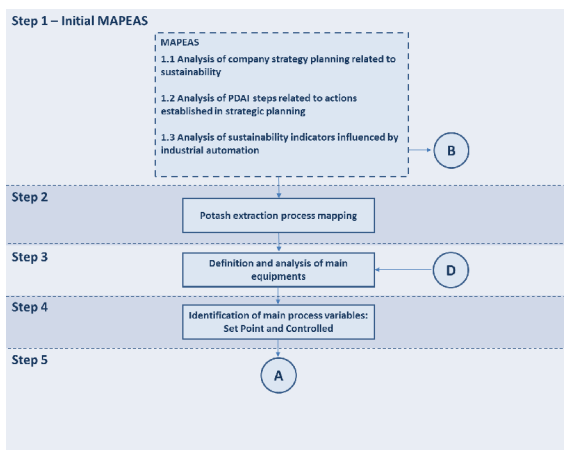 Step 1 – Initial MAPEAS
MAPEAS
1.1 Analysis of company strategy planning related to
sustainability
1.2 Analysis of PDAI steps related to actions
established in strategic planning
1.3 Analysis of sustainability indicators influenced by
industrial automation
B
Step 2
Potash extraction process mapping
Step 3
Definition and analysis of main
equipments
D
Step 4
Identification of main process variables:
Set Point and Controlled
Step 5
A